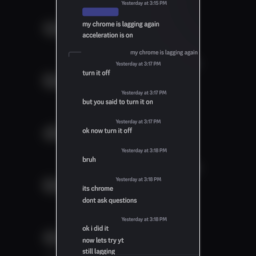 Yesterday at 3:15 PM
my chrome is lagging again
acceleration is on
my chrome is lagging again
Yesterday at 3:17 PM
turn it off
Yesterday at 3:17 PM
but you said to turn it on
Yesterday at 3:17 PM
ok now turn it off
Yesterday at 3:18 PM
bruh
Yesterday at 3:18 PM
its chrome
dont ask questions
Yesterday at 3:18 PM
ok i did it
now lets try yt
still lagging